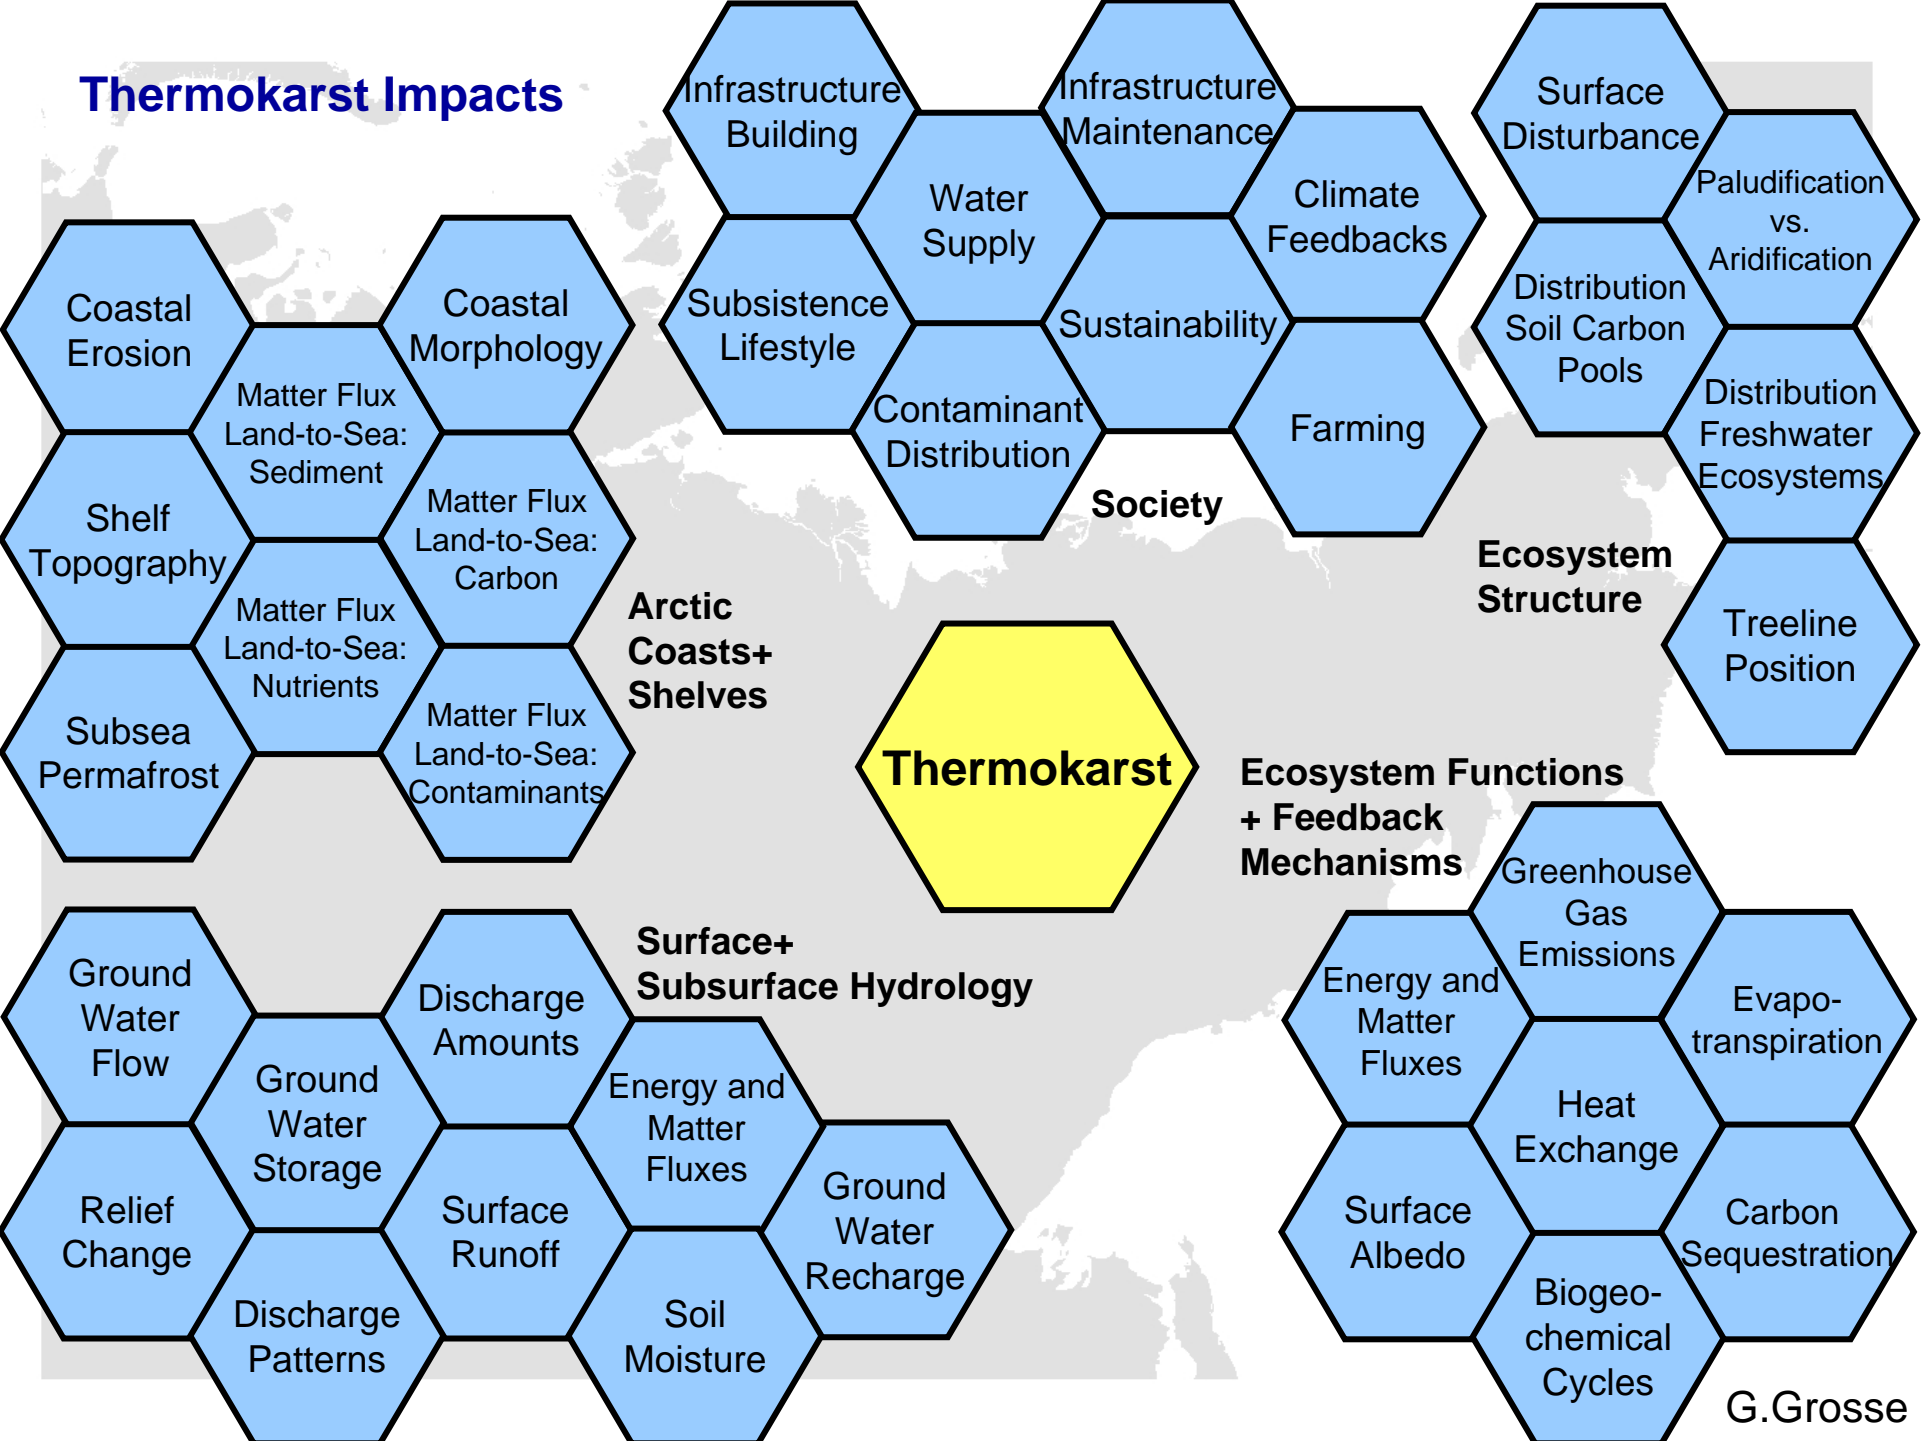 Thermokarst Impacts
Infrastructure
Building
Infrastructure
Maintenance
Water
Supply
Climate
Feedbacks
Subsistence
Lifestyle
Sustainability
Contaminant
Distribution
Farming
Society
Surface
Disturbance
Paludification
vs.
Aridification
Distribution
Soil Carbon
Pools
Distribution
Freshwater
Ecosystems
Treeline
Position
Ecosystem
Structure
Coastal
Erosion
Coastal
Morphology
Matter Flux
Land-to-Sea:
Sediment
Shelf
Topography
Matter Flux
Land-to-Sea:
Carbon
Matter Flux
Land-to-Sea:
Nutrients
Subsea
Permafrost
Matter Flux
Land-to-Sea:
Contaminants
Arctic
Coasts+
Shelves
Thermokarst
Ecosystem Functions
+ Feedback
Mechanisms
Greenhouse
Gas
Emissions
Energy and
Matter
Fluxes
Evapo-
transpiration
Heat
Exchange
Surface
Albedo
Carbon
Sequestration
Biogeo-
chemical
Cycles
Surface+
Subsurface Hydrology
Ground
Water
Flow
Discharge
Amounts
Ground
Water
Storage
Energy and
Matter
Fluxes
Relief
Change
Surface
Runoff
Ground
Water
Recharge
Discharge
Patterns
Soil
Moisture
G.Grosse